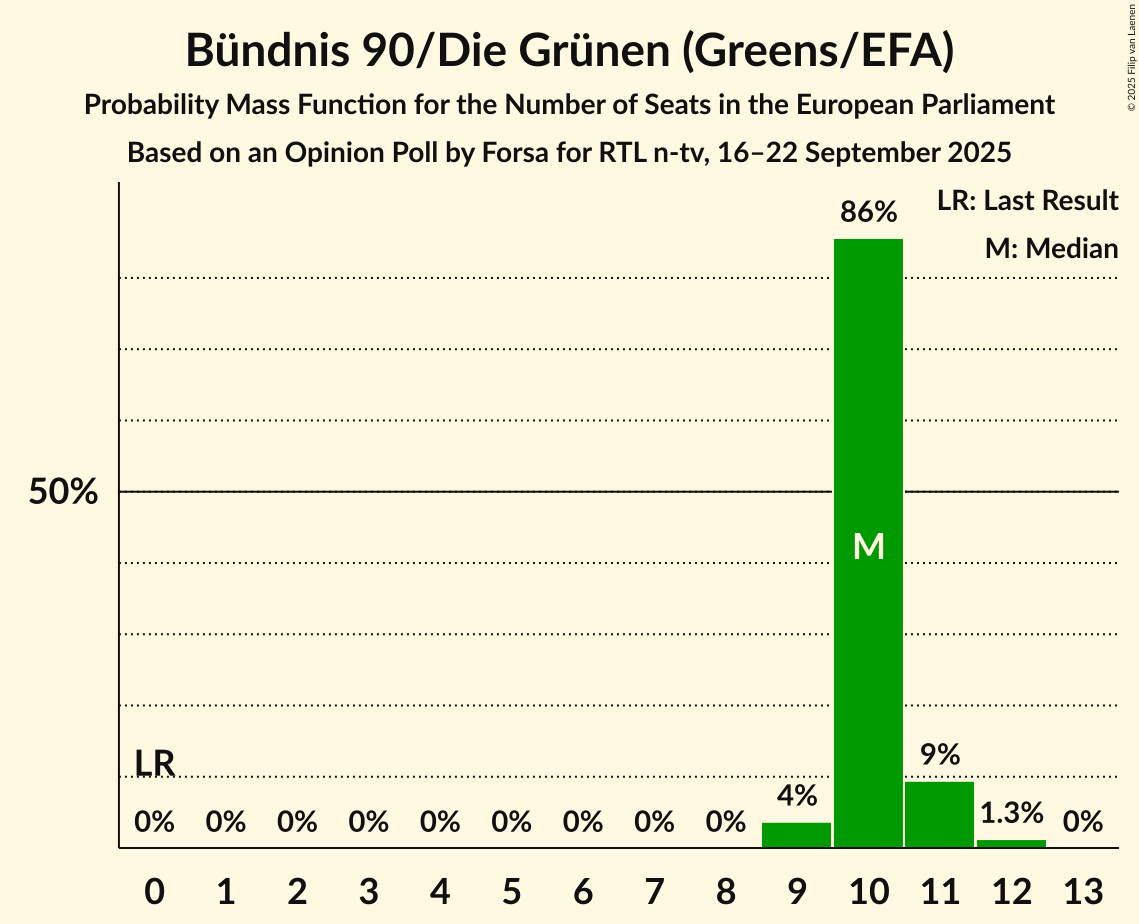 Bündnis 90/Die Grünen (Greens/EFA)
Probability Mass Function for the Number of Seats in the European Parliament
Based on an Opinion Poll by Forsa for RTL n-tv, 16–22 September 2025
© 2025 Filip van Laenen
LR: Last Result
M: Median
86%
50%
M
LR
0% 0% 0% 0% 0% 0% 0% 0% 0% 4% 9% 1.3% 0%
0 1 2 3 4 5 6 7 8 9 10 11 12 13